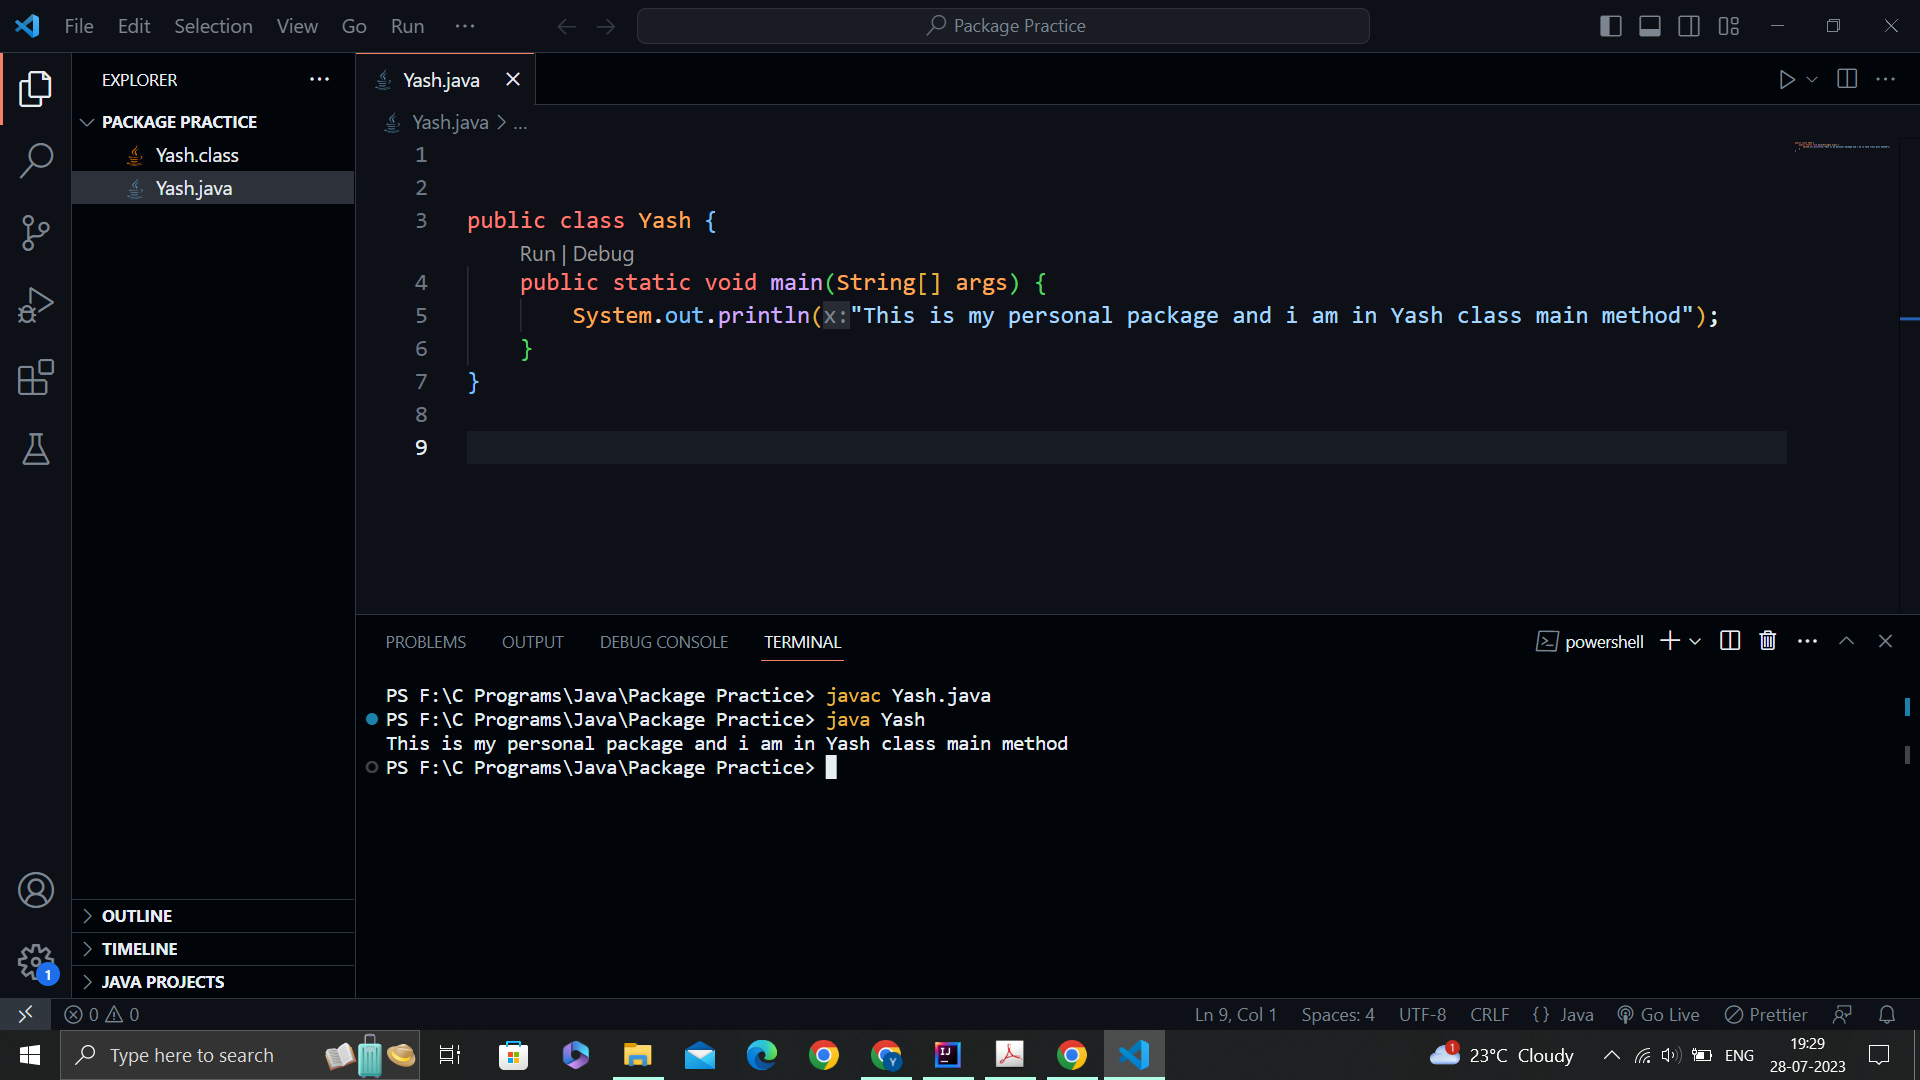 File Edit Selection View Go Run ···
Package Practice
EXPLORER
Yash.java
PACKAGE PRACTICE
Yash.class
Yash.java
Yash.java > ...
1
2
3 public class Yash {
Run | Debug
4 public static void main(String[] args) {
5 System.out.println(x:"This is my personal package and i am in Yash class main method");
6 }
7 }
8
9
PROBLEMS OUTPUT DEBUG CONSOLE TERMINAL
powershell
PS F:\C Programs\Java\Package Practice> javac Yash.java
PS F:\C Programs\Java\Package Practice> java Yash
This is my personal package and i am in Yash class main method
PS F:\C Programs\Java\Package Practice>
OUTLINE
TIMELINE
1
JAVA PROJECTS
0 0
Ln 9, Col 1 Spaces: 4 UTF-8 CRLF {} Java Go Live Prettier
Type here to search
Y
IJ
1
23°C Cloudy
ENG
19:29
28-07-2023